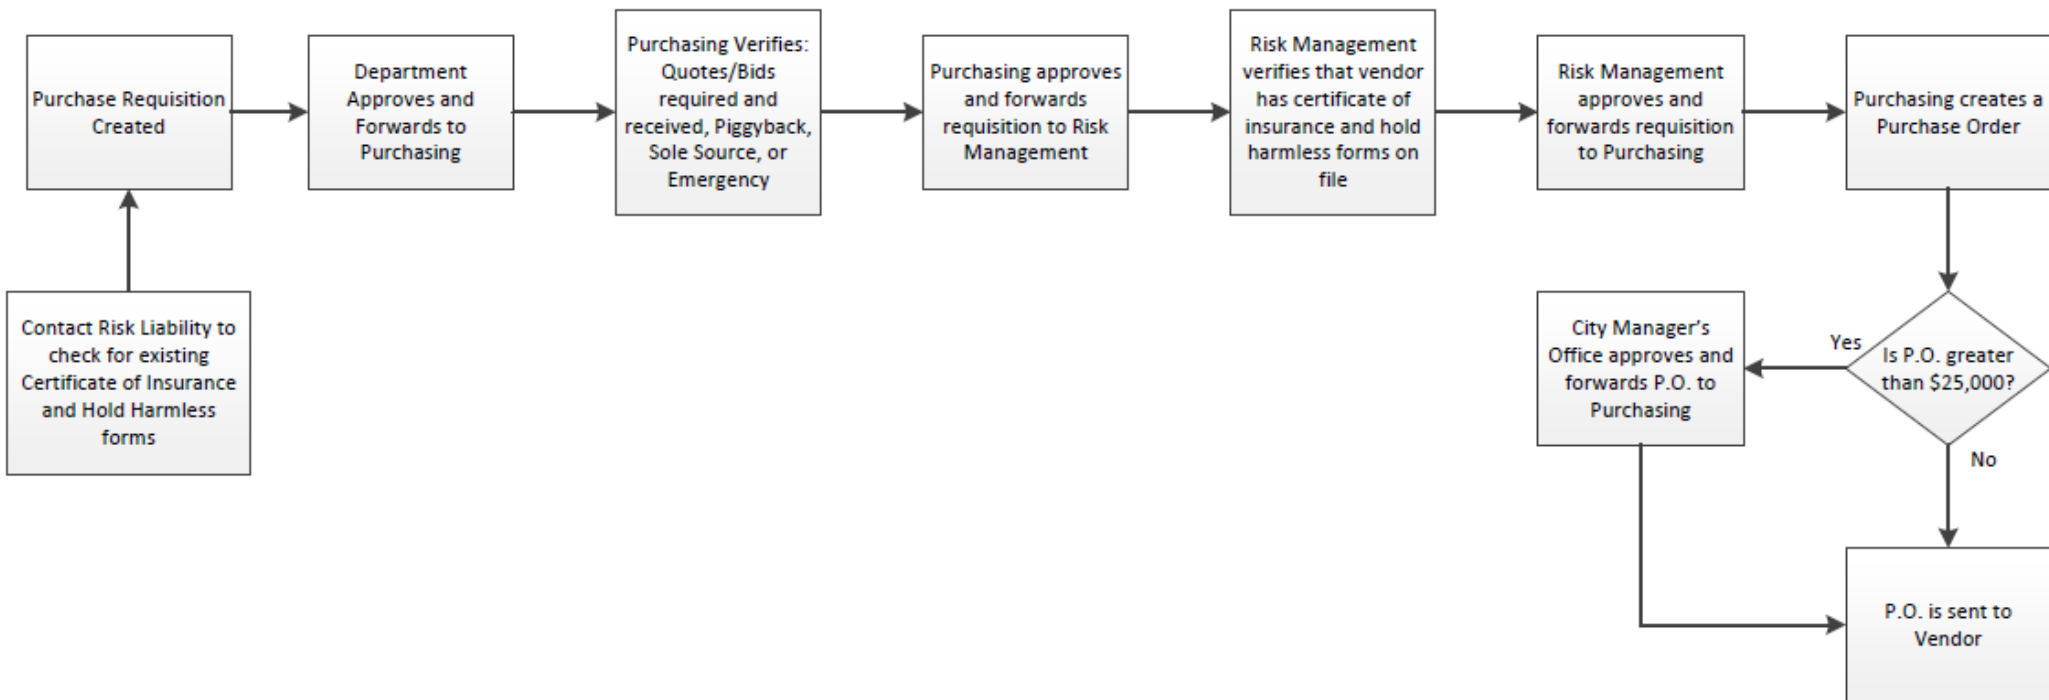 Purchase Requisition
Created
Department
Approves and
Forwards to
Purchasing
Purchasing Verifies:
Quotes/Bids
required and
received, Piggyback,
Sole Source, or
Emergency
Purchasing approves
and forwards
requisition to Risk
Management
Risk Management
verifies that vendor
has certificate of
insurance and hold
harmless forms on
file
Risk Management
approves and
forwards requisition
to Purchasing
Purchasing creates a
Purchase Order
Contact Risk Liability to
check for existing
Certificate of Insurance
and Hold Harmless
forms
City Manager’s
Office approves and
forwards P.O. to
Purchasing
Yes
Is P.O. greater
than $25,000?
No
P.O. is sent to
Vendor